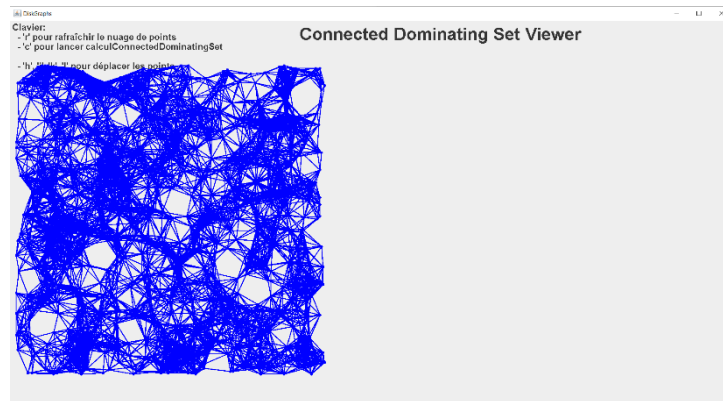 DiskGraphs
Clavier:
- 'r' pour rafraîchir le nuage de points
- 'c' pour lancer calculConnectedDominatingSet
- 'h', pour déplacer les points
Connected Dominating Set Viewer